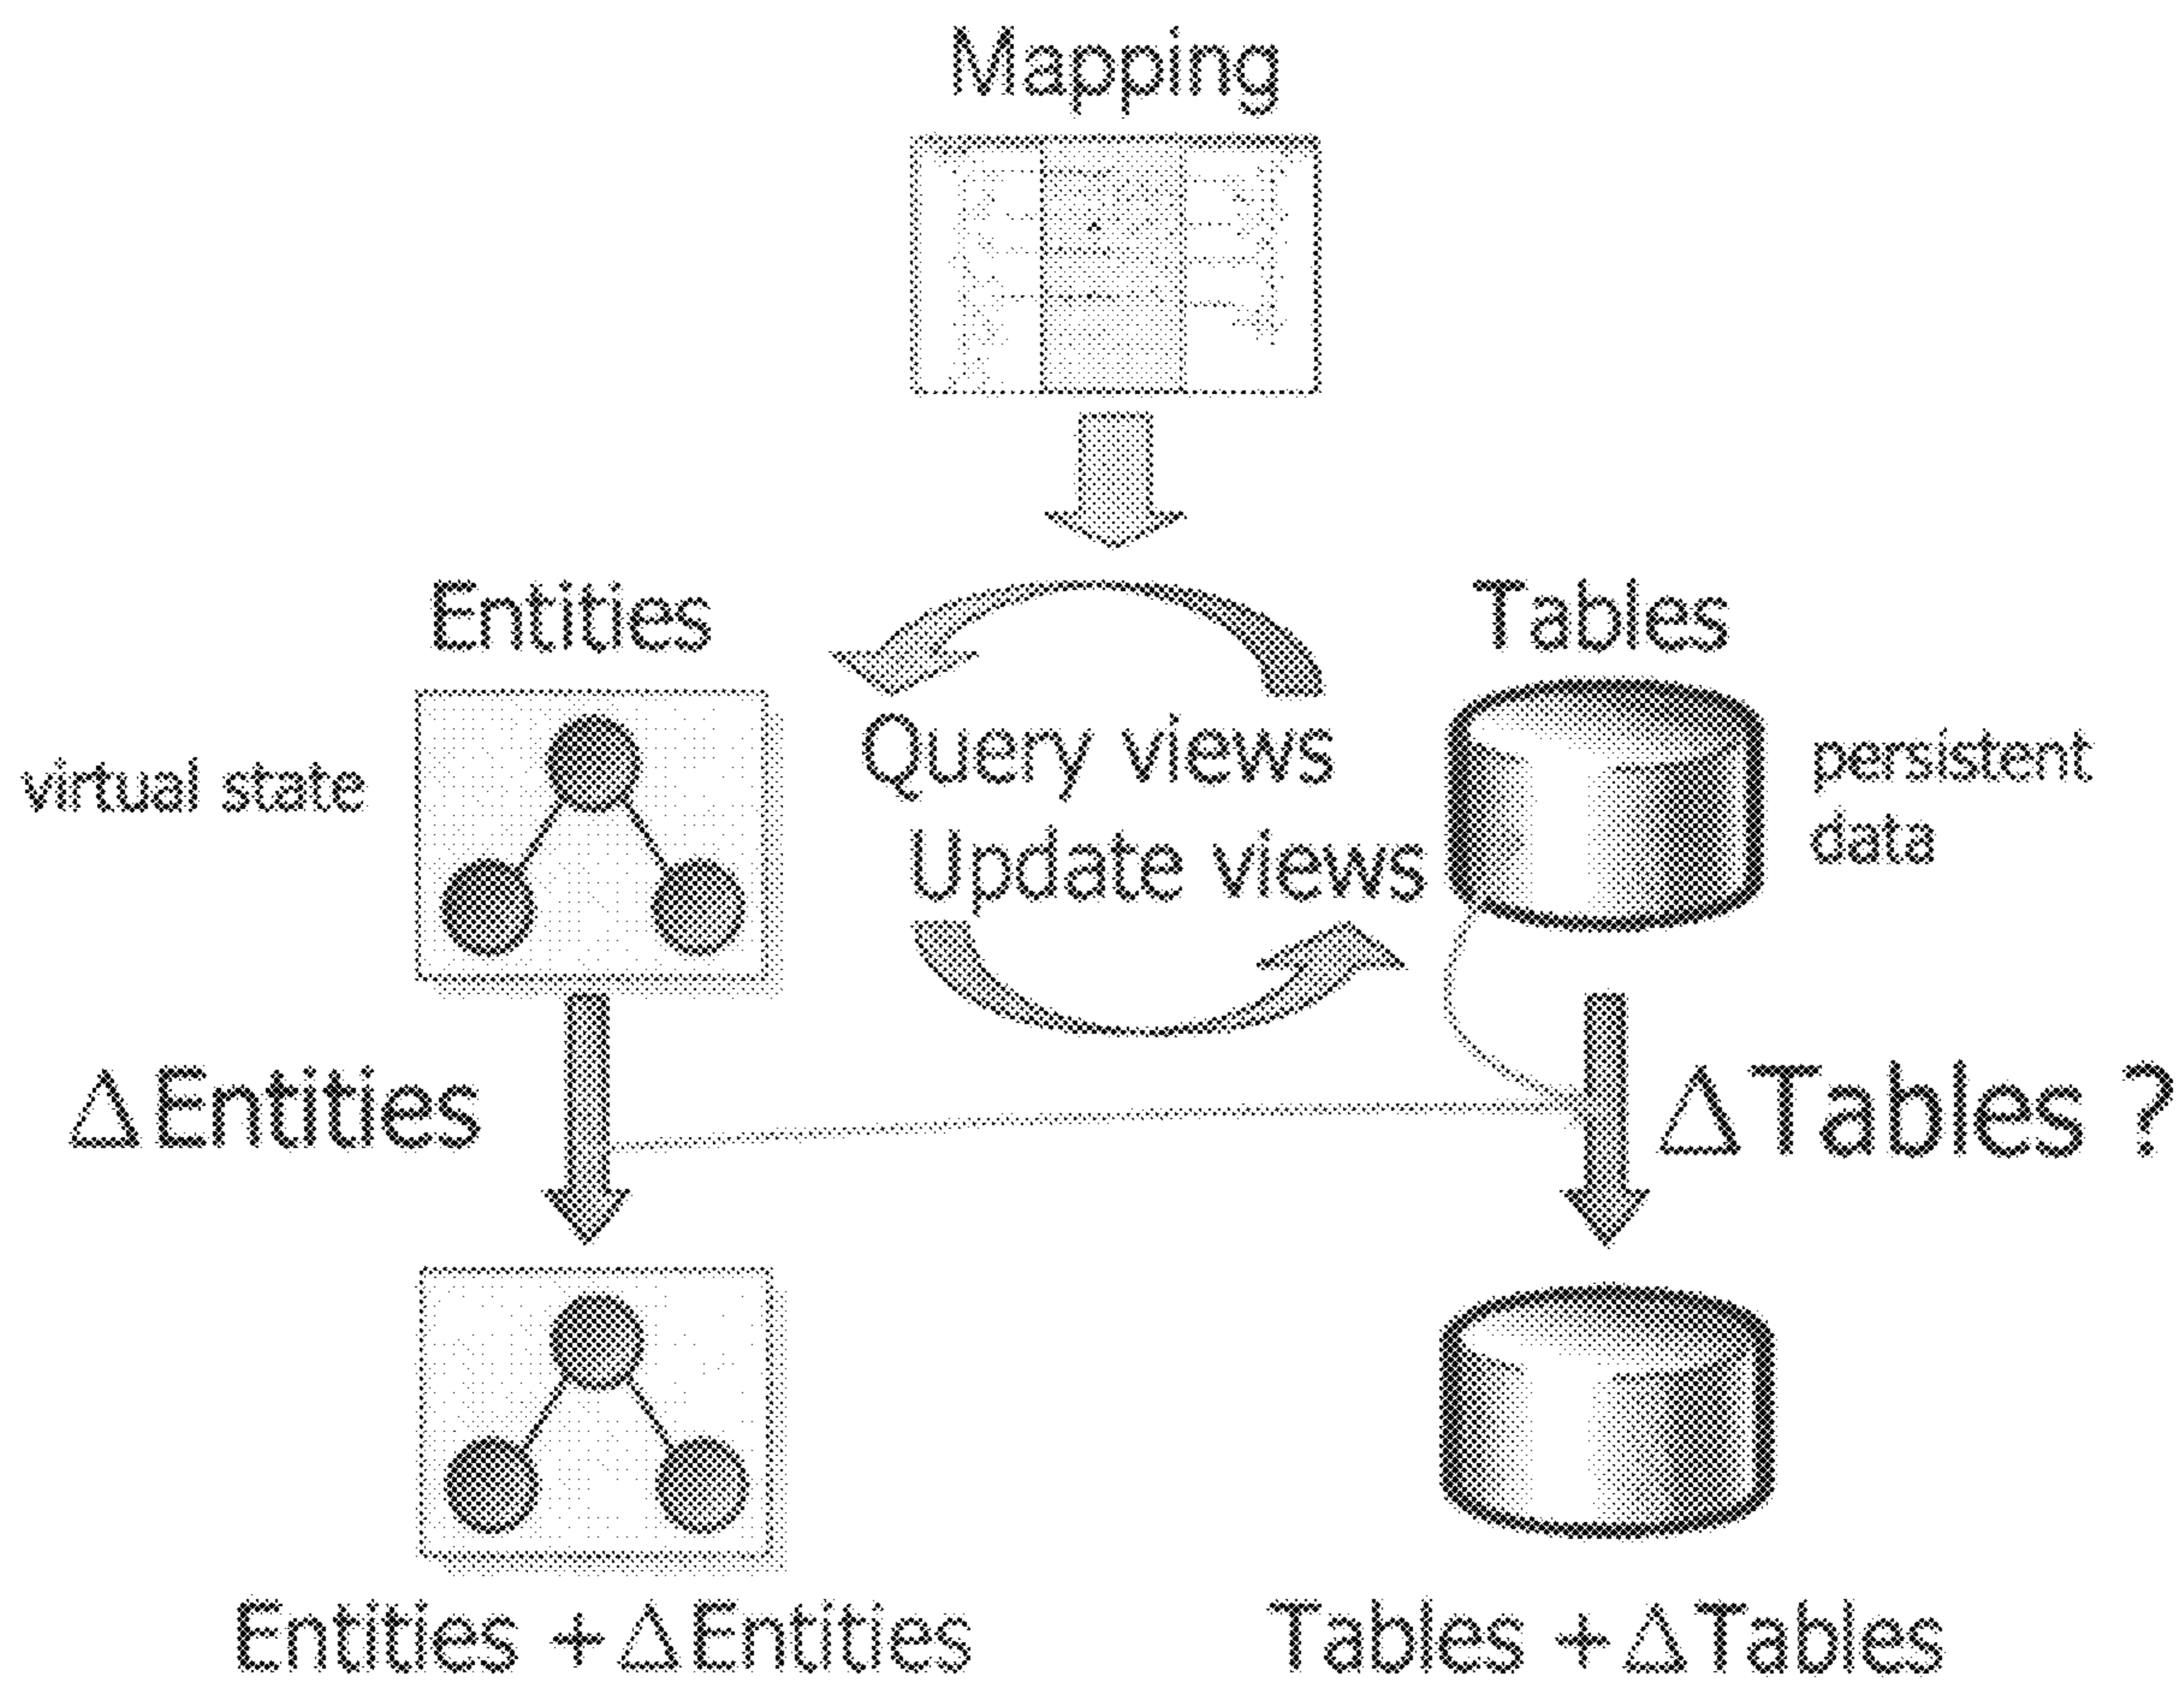 Mapping
Entities
Tables
virtual state
Query views
persistent
data
Update views
ΔEntities
ΔTables ?
Entities + ΔEntities
Tables + ΔTables